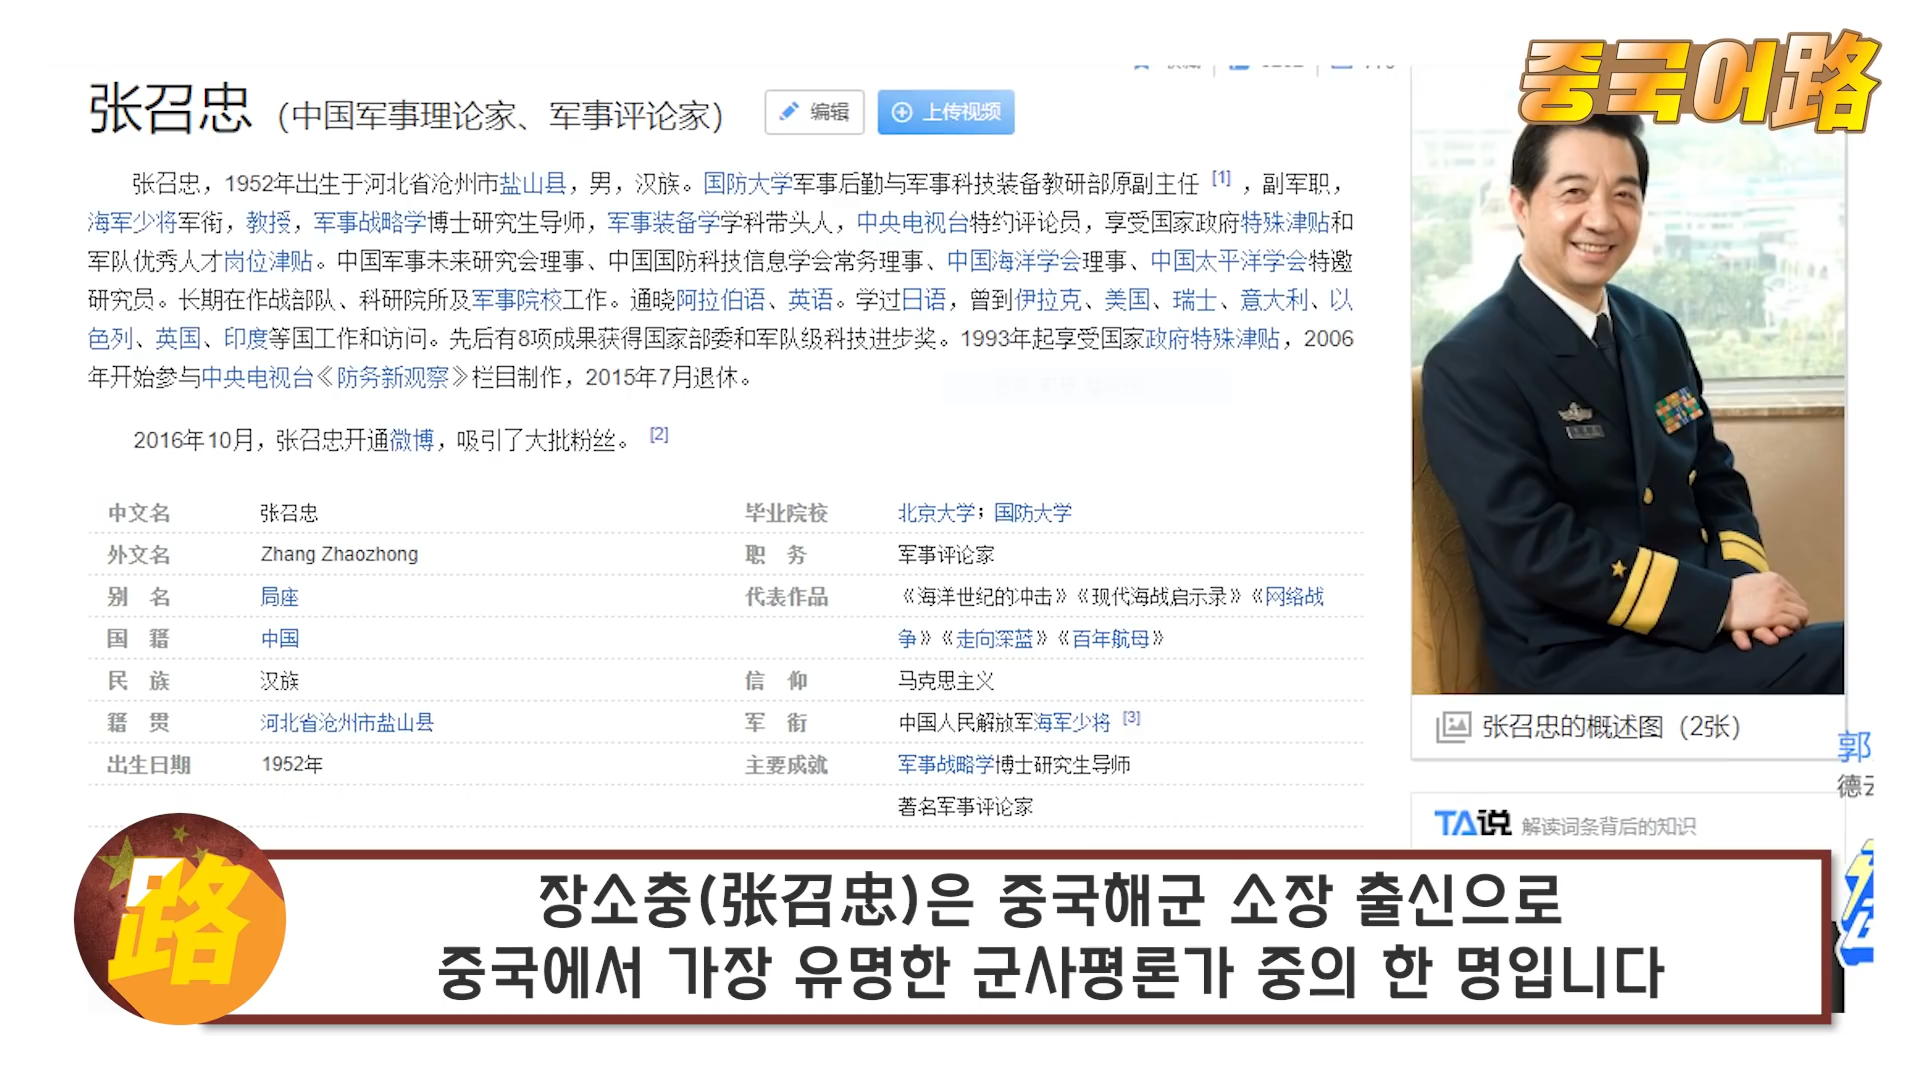 중국어路
张召忠 (中国军事理论家、军事评论家) 编辑 上传视频
张召忠，1952年出生于河北省沧州市盐山县，男，汉族。国防大学军事后勤与军事科技装备教研部原副主任 [1] ，副军职，
海军少将军衔，教授，军事战略学博士研究生导师，军事装备学学科带头人，中央电视台特约评论员，享受国家政府特殊津贴和
军队优秀人才岗位津贴。中国军事未来研究会理事、中国国防科技信息学会常务理事、中国海洋学会理事、中国太平洋学会特邀
研究员。长期在作战部队、科研院所及军事院校工作。通晓阿拉伯语、英语。学过日语，曾到伊拉克、美国、瑞士、意大利、以
色列、英国、印度等国工作和访问。先后有8项成果获得国家部委和军队级科技进步奖。1993年起享受国家政府特殊津贴，2006
年开始参与中央电视台《防务新观察》栏目制作，2015年7月退休。
2016年10月，张召忠开通微博，吸引了大批粉丝。 [2]
中文名 张召忠
外文名 Zhang Zhaozhong
别 名 局座
国 籍 中国
民 族 汉族
籍 贯 河北省沧州市盐山县
出生日期 1952年
毕业院校 北京大学；国防大学
职 务 军事评论家
代表作品 《海洋世纪的冲击》《现代海战启示录》《网络战
争》《走向深蓝》《百年航母》
信 仰 马克思主义
军 衔 中国人民解放军海军少将 [3]
主要成就 军事战略学博士研究生导师
著名军事评论家
张召忠的概述图（2张）
郭
德云
TA说 解读词条背后的知识
路
장소충(张召忠)은 중국해군 소장 출신으로
중국에서 가장 유명한 군사평론가 중의 한 명입니다